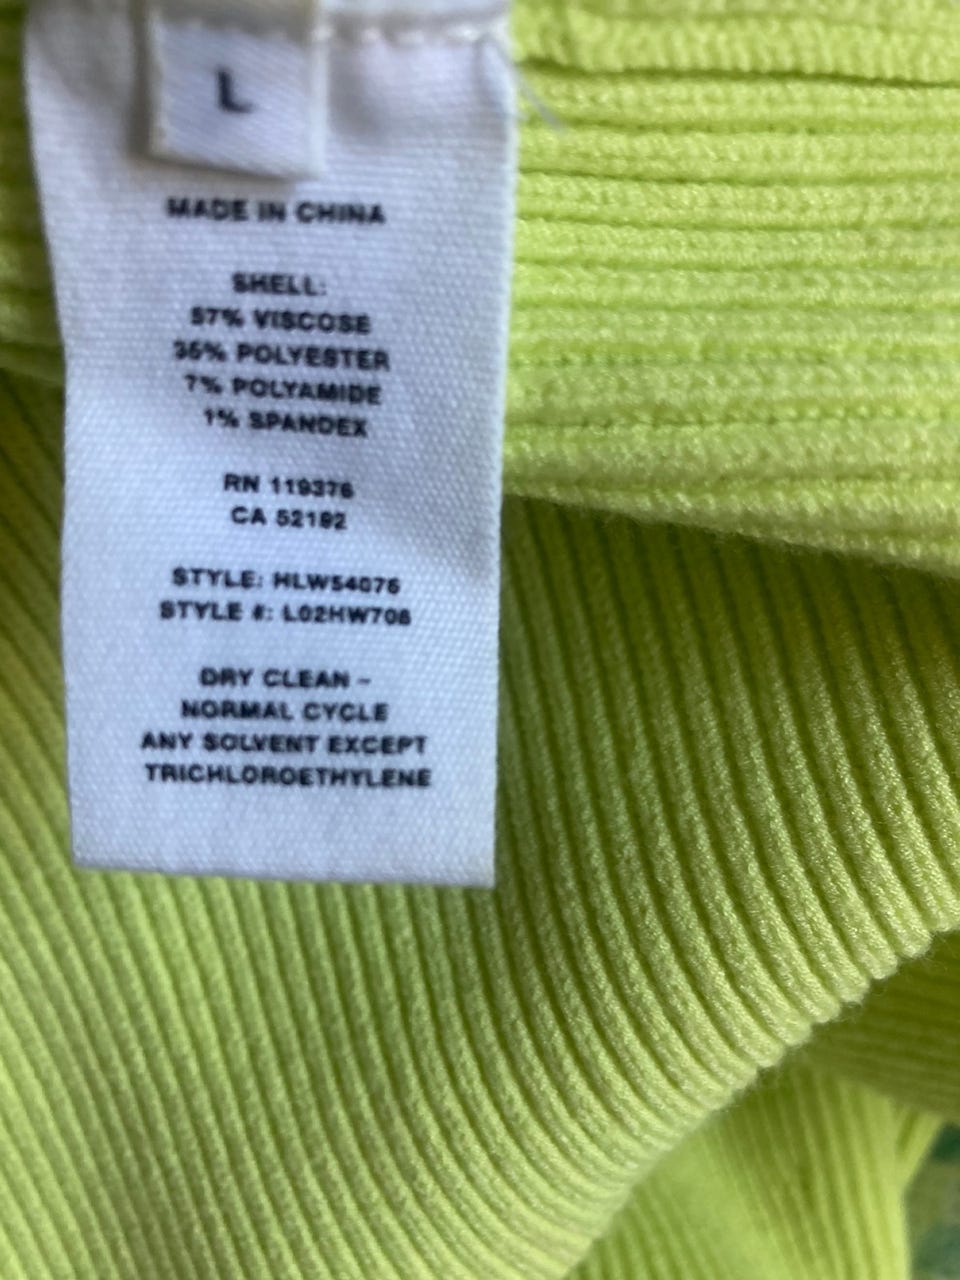 L
MADE IN CHINA
SHELL:
57% VISCOSE
35% POLYESTER
7% POLYAMIDE
1% SPANDEX
RN 119376
CA 52192
STYLE: HLW54076
STYLE #: L02HW708
DRY CLEAN -
NORMAL CYCLE
ANY SOLVENT EXCEPT
TRICHLOROETHYLENE